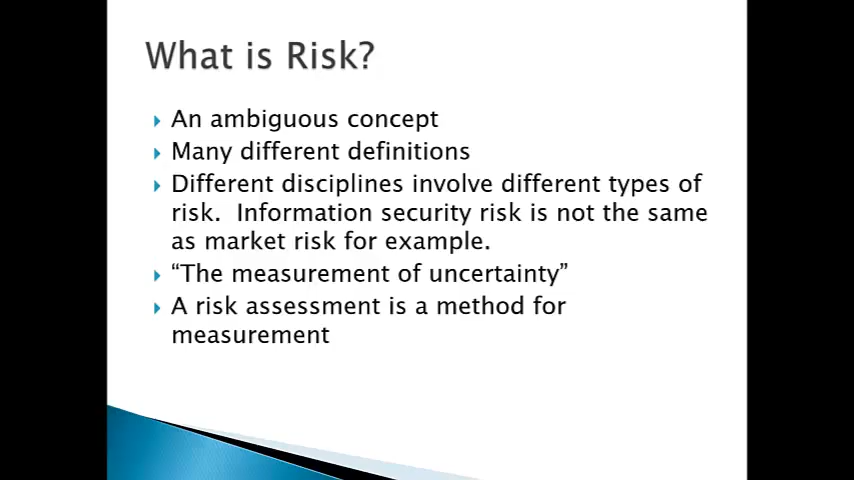 What is Risk?
An ambiguous concept
Many different definitions
Different disciplines involve different types of
risk.  Information security risk is not the same
as market risk for example.
“The measurement of uncertainty”
A risk assessment is a method for
measurement